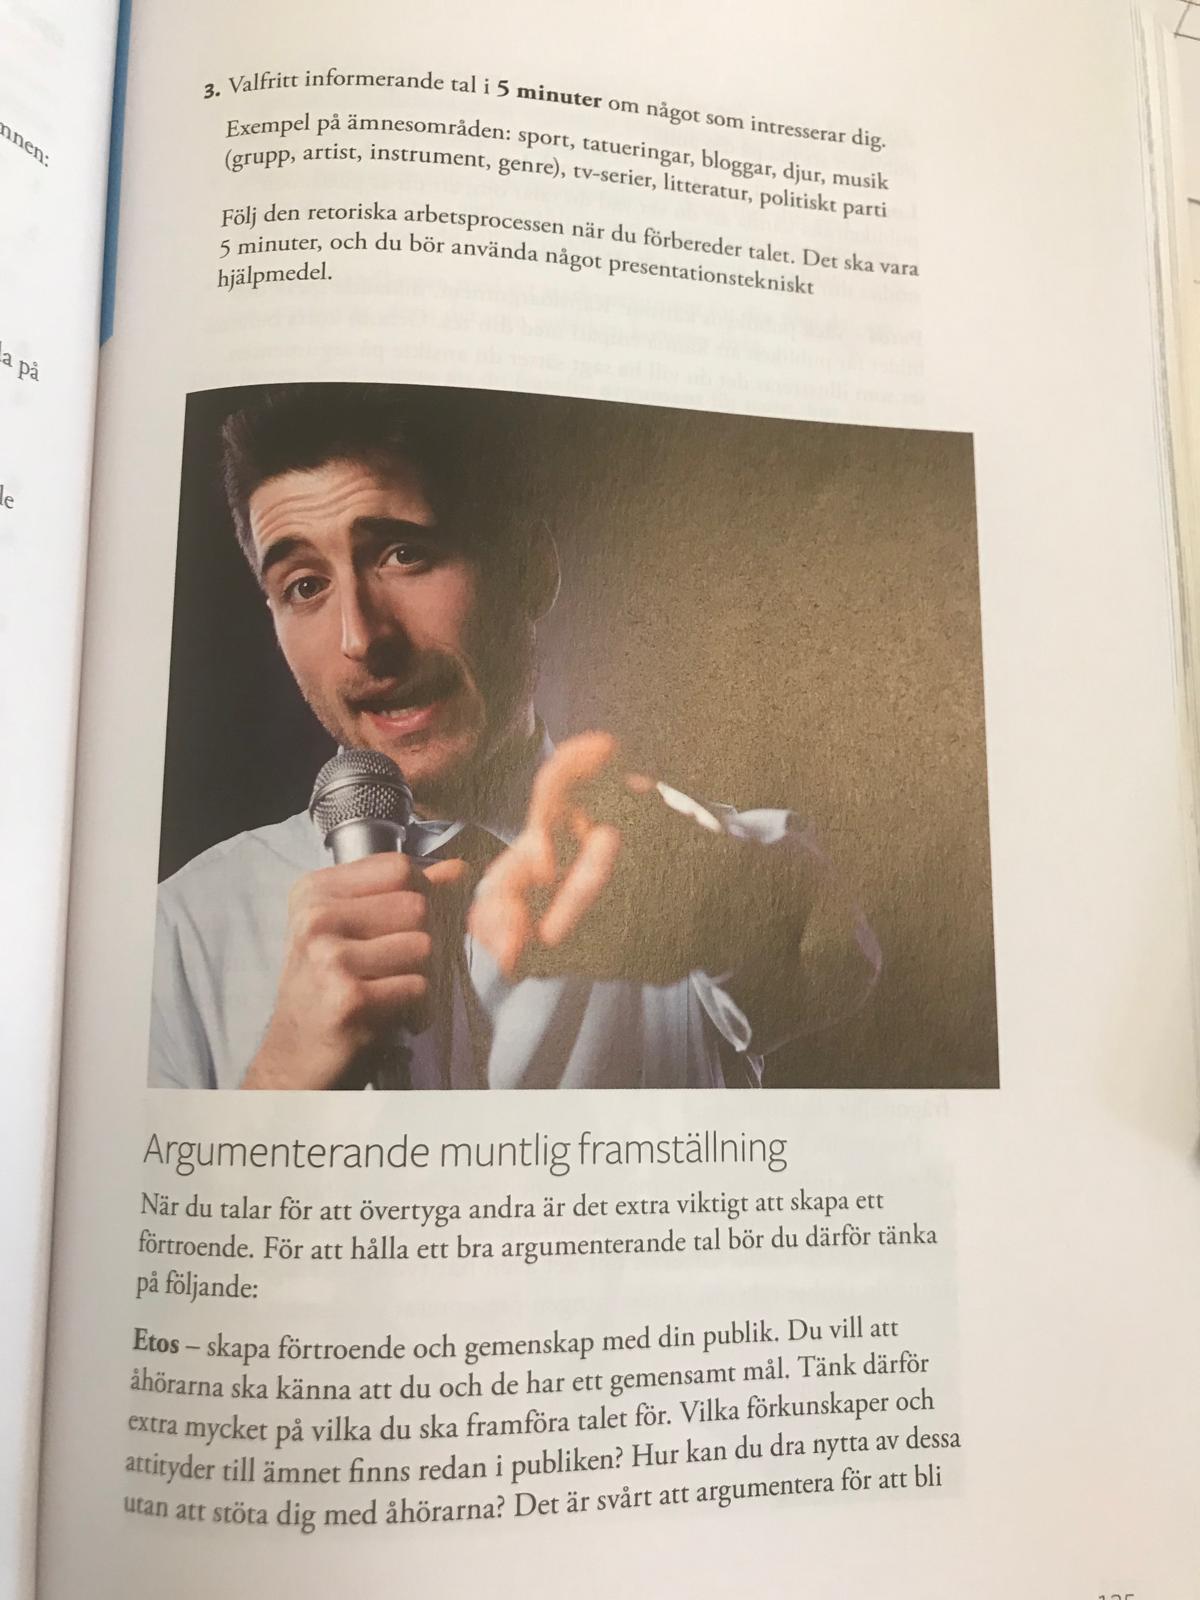 nnen:
la på
le
3. Valfritt informerande tal i 5 minuter om något som intresserar dig.
Exempel på ämnesområden: sport, tatueringar, bloggar, djur, musik
(grupp, artist, instrument, genre), tv-serier, litteratur, politiskt parti
Följ den retoriska arbetsprocessen när du förbereder talet. Det ska vara
5 minuter, och du bör använda något presentationstekniskt
hjälpmedel.
Argumenterande muntlig framställning
När du talar för att övertyga andra är det extra viktigt att skapa ett
förtroende. För att hålla ett bra argumenterande tal bör du därför tänka
på följande:
Etos – skapa förtroende och gemenskap med din publik. Du vill att
åhörarna ska känna att du och de har ett gemensamt mål. Tänk därför
extra mycket på vilka du ska framföra talet för. Vilka förkunskaper och
attityder till ämnet finns redan i publiken? Hur kan du dra nytta av dessa
utan att stöta dig med åhörarna? Det är svårt att argumentera för att bli